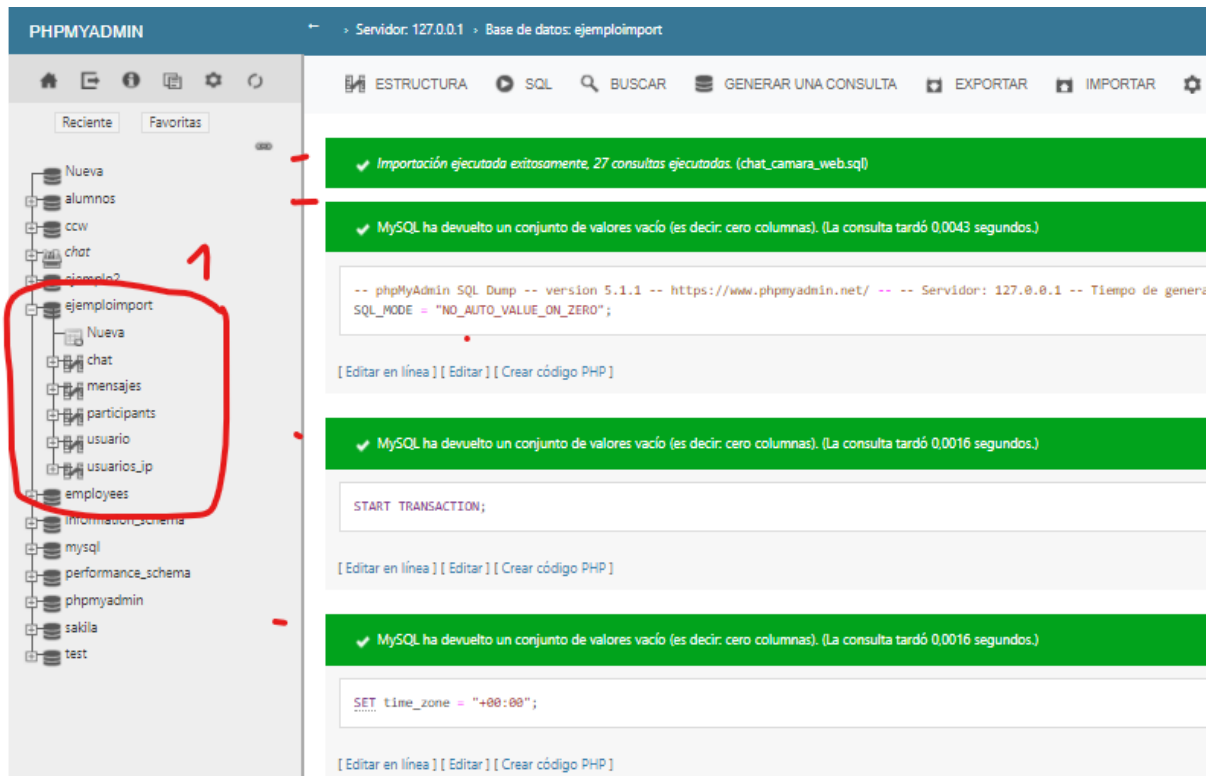 PHPMYADMIN
← › Servidor: 127.0.0.1 › Base de datos: ejemploimport
ESTRUCTURA SQL BUSCAR GENERAR UNA CONSULTA EXPORTAR IMPORTAR
Reciente Favoritas
Nueva
alumnos
ccw
chat
ejemplo2
ejemploimport
Nueva
chat
mensajes
participants
usuario
usuarios_ip
employees
information_schema
mysql
performance_schema
phpmyadmin
sakila
test
1
Importación ejecutada exitosamente, 27 consultas ejecutadas. (chat_camara_web.sql)
MySQL ha devuelto un conjunto de valores vacío (es decir: cero columnas). (La consulta tardó 0,0043 segundos.)
-- phpMyAdmin SQL Dump -- version 5.1.1 -- https://www.phpmyadmin.net/ -- -- Servidor: 127.0.0.1 -- Tiempo de genera
SQL_MODE = "NO_AUTO_VALUE_ON_ZERO";
[ Editar en línea ] [ Editar ] [ Crear código PHP ]
MySQL ha devuelto un conjunto de valores vacío (es decir: cero columnas). (La consulta tardó 0,0016 segundos.)
START TRANSACTION;
[ Editar en línea ] [ Editar ] [ Crear código PHP ]
MySQL ha devuelto un conjunto de valores vacío (es decir: cero columnas). (La consulta tardó 0,0016 segundos.)
SET time_zone = "+00:00";
[ Editar en línea ] [ Editar ] [ Crear código PHP ]